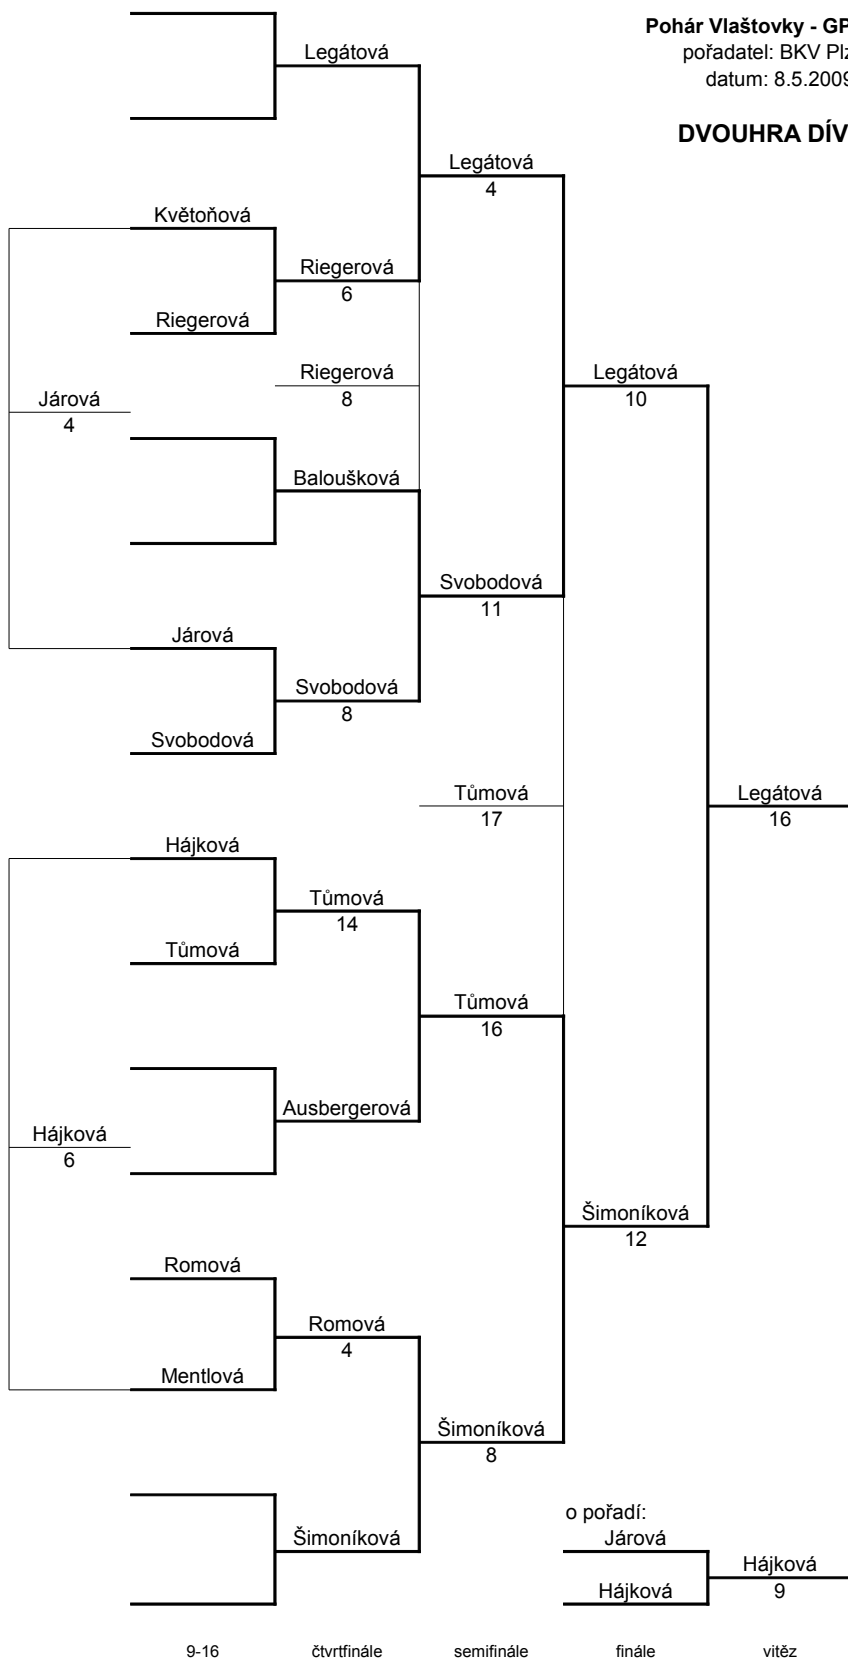 Pohár Vlaštovky - GP
pořadatel: BKV Plz
datum: 8.5.2009
DVOUHRA DÍV
Legátová
Legátová
4
Květoňová
Riegerová
6
Riegerová
Riegerová
8
Legátová
10
Járová
4
Baloušková
Svobodová
11
Járová
Svobodová
8
Svobodová
Tůmová
17
Legátová
16
Hájková
Tůmová
14
Tůmová
Tůmová
16
Ausbergerová
Hájková
6
Šimoníková
12
Romová
Romová
4
Mentlová
Šimoníková
8
o pořadí:
Šimoníková
Járová
Hájková
9
Hájková
9-16 čtvrtfinále semifinále finále vitěz